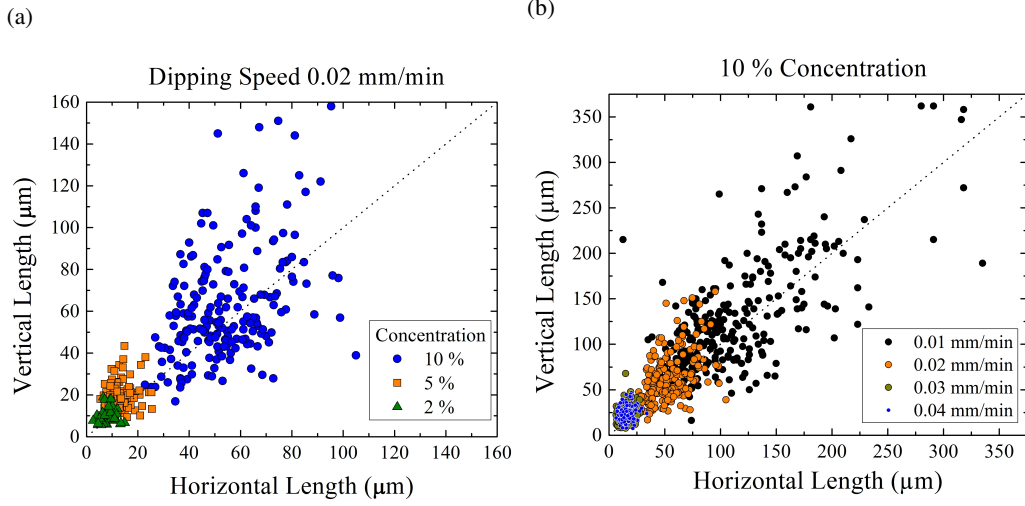 (a)
Dipping Speed 0.02 mm/min
160
140
120
100
80
60
40
20
0
Vertical Length (μm)
Concentration
10 %
5 %
2 %
0 20 40 60 80 100 120 140 160
Horizontal Length (μm)
(b)
10 % Concentration
350
300
250
200
150
100
50
0
Vertical Length (μm)
0.01 mm/min
0.02 mm/min
0.03 mm/min
0.04 mm/min
0 50 100 150 200 250 300 350
Horizontal Length (µm)